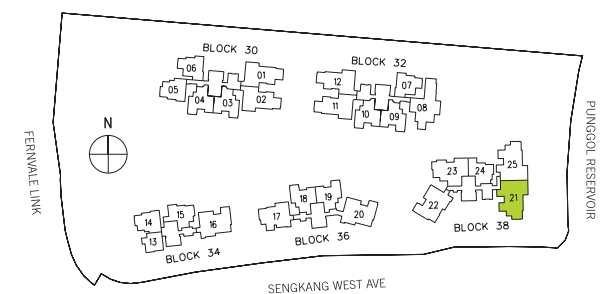 BLOCK 30
BLOCK 32
06
01
05
04
03
02
12
07
11
10
09
08
N
FERNVALE LINK
PUNGGOL RESERVOIR
25
23
24
21
22
BLOCK 38
18
19
17
20
BLOCK 36
14
15
16
13
BLOCK 34
SENGKANG WEST AVE